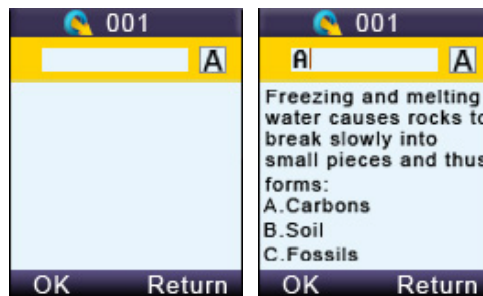 001
A
OK Return
001
A A
Freezing and melting
water causes rocks to
break slowly into
small pieces and thus
forms:
A.Carbons
B.Soil
C.Fossils
OK Return